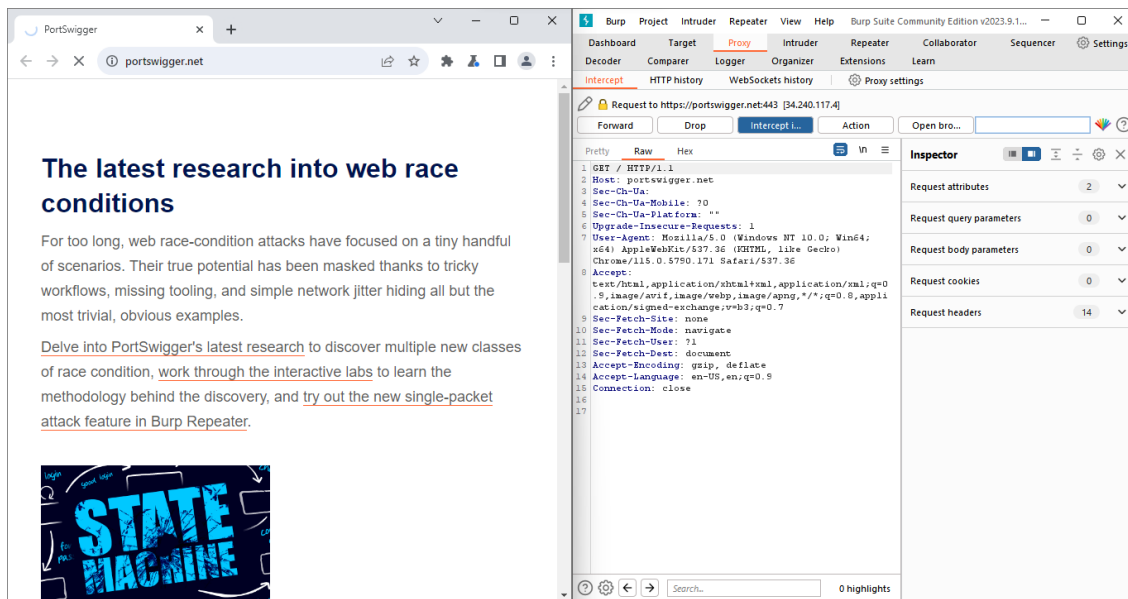 PortSwigger
portswigger.net
The latest research into web race
conditions
For too long, web race-condition attacks have focused on a tiny handful
of scenarios. Their true potential has been masked thanks to tricky
workflows, missing tooling, and simple network jitter hiding all but the
most trivial, obvious examples.
Delve into PortSwigger's latest research to discover multiple new classes
of race condition, work through the interactive labs to learn the
methodology behind the discovery, and try out the new single-packet
attack feature in Burp Repeater.
login
good login
STATE
MACHINE
Burp Project Intruder Repeater View Help Burp Suite Community Edition v2023.9.1...
Dashboard Target Proxy Intruder Repeater Collaborator Sequencer Settings
Decoder Comparer Logger Organizer Extensions Learn
Intercept HTTP history WebSockets history Proxy settings
Request to https://portswigger.net:443 [34.240.117.4]
Forward Drop Intercept i... Action Open bro...
Pretty Raw Hex \n
1 GET / HTTP/1.1
2 Host: portswigger.net
3 Sec-Ch-Ua:
4 Sec-Ch-Ua-Mobile: ?0
5 Sec-Ch-Ua-Platform: ""
6 Upgrade-Insecure-Requests: 1
7 User-Agent: Mozilla/5.0 (Windows NT 10.0; Win64;
x64) AppleWebKit/537.36 (KHTML, like Gecko)
Chrome/115.0.5790.171 Safari/537.36
8 Accept:
text/html,application/xhtml+xml,application/xml;q=0
.9,image/avif,image/webp,image/apng,*/*;q=0.8,appli
cation/signed-exchange;v=b3;q=0.7
9 Sec-Fetch-Site: none
10 Sec-Fetch-Mode: navigate
11 Sec-Fetch-User: ?1
12 Sec-Fetch-Dest: document
13 Accept-Encoding: gzip, deflate
14 Accept-Language: en-US,en;q=0.9
15 Connection: close
16
17
Inspector
Request attributes 2
Request query parameters 0
Request body parameters 0
Request cookies 0
Request headers 14
Search... 0 highlights